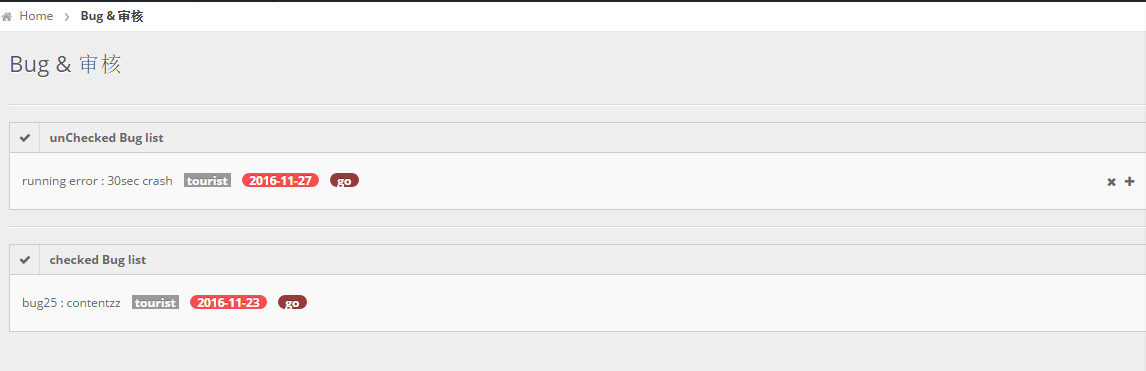 Home > Bug & 审核
Bug & 审核
unChecked Bug list
running error : 30sec crash tourist 2016-11-27 go
checked Bug list
bug25 : contentzz tourist 2016-11-23 go